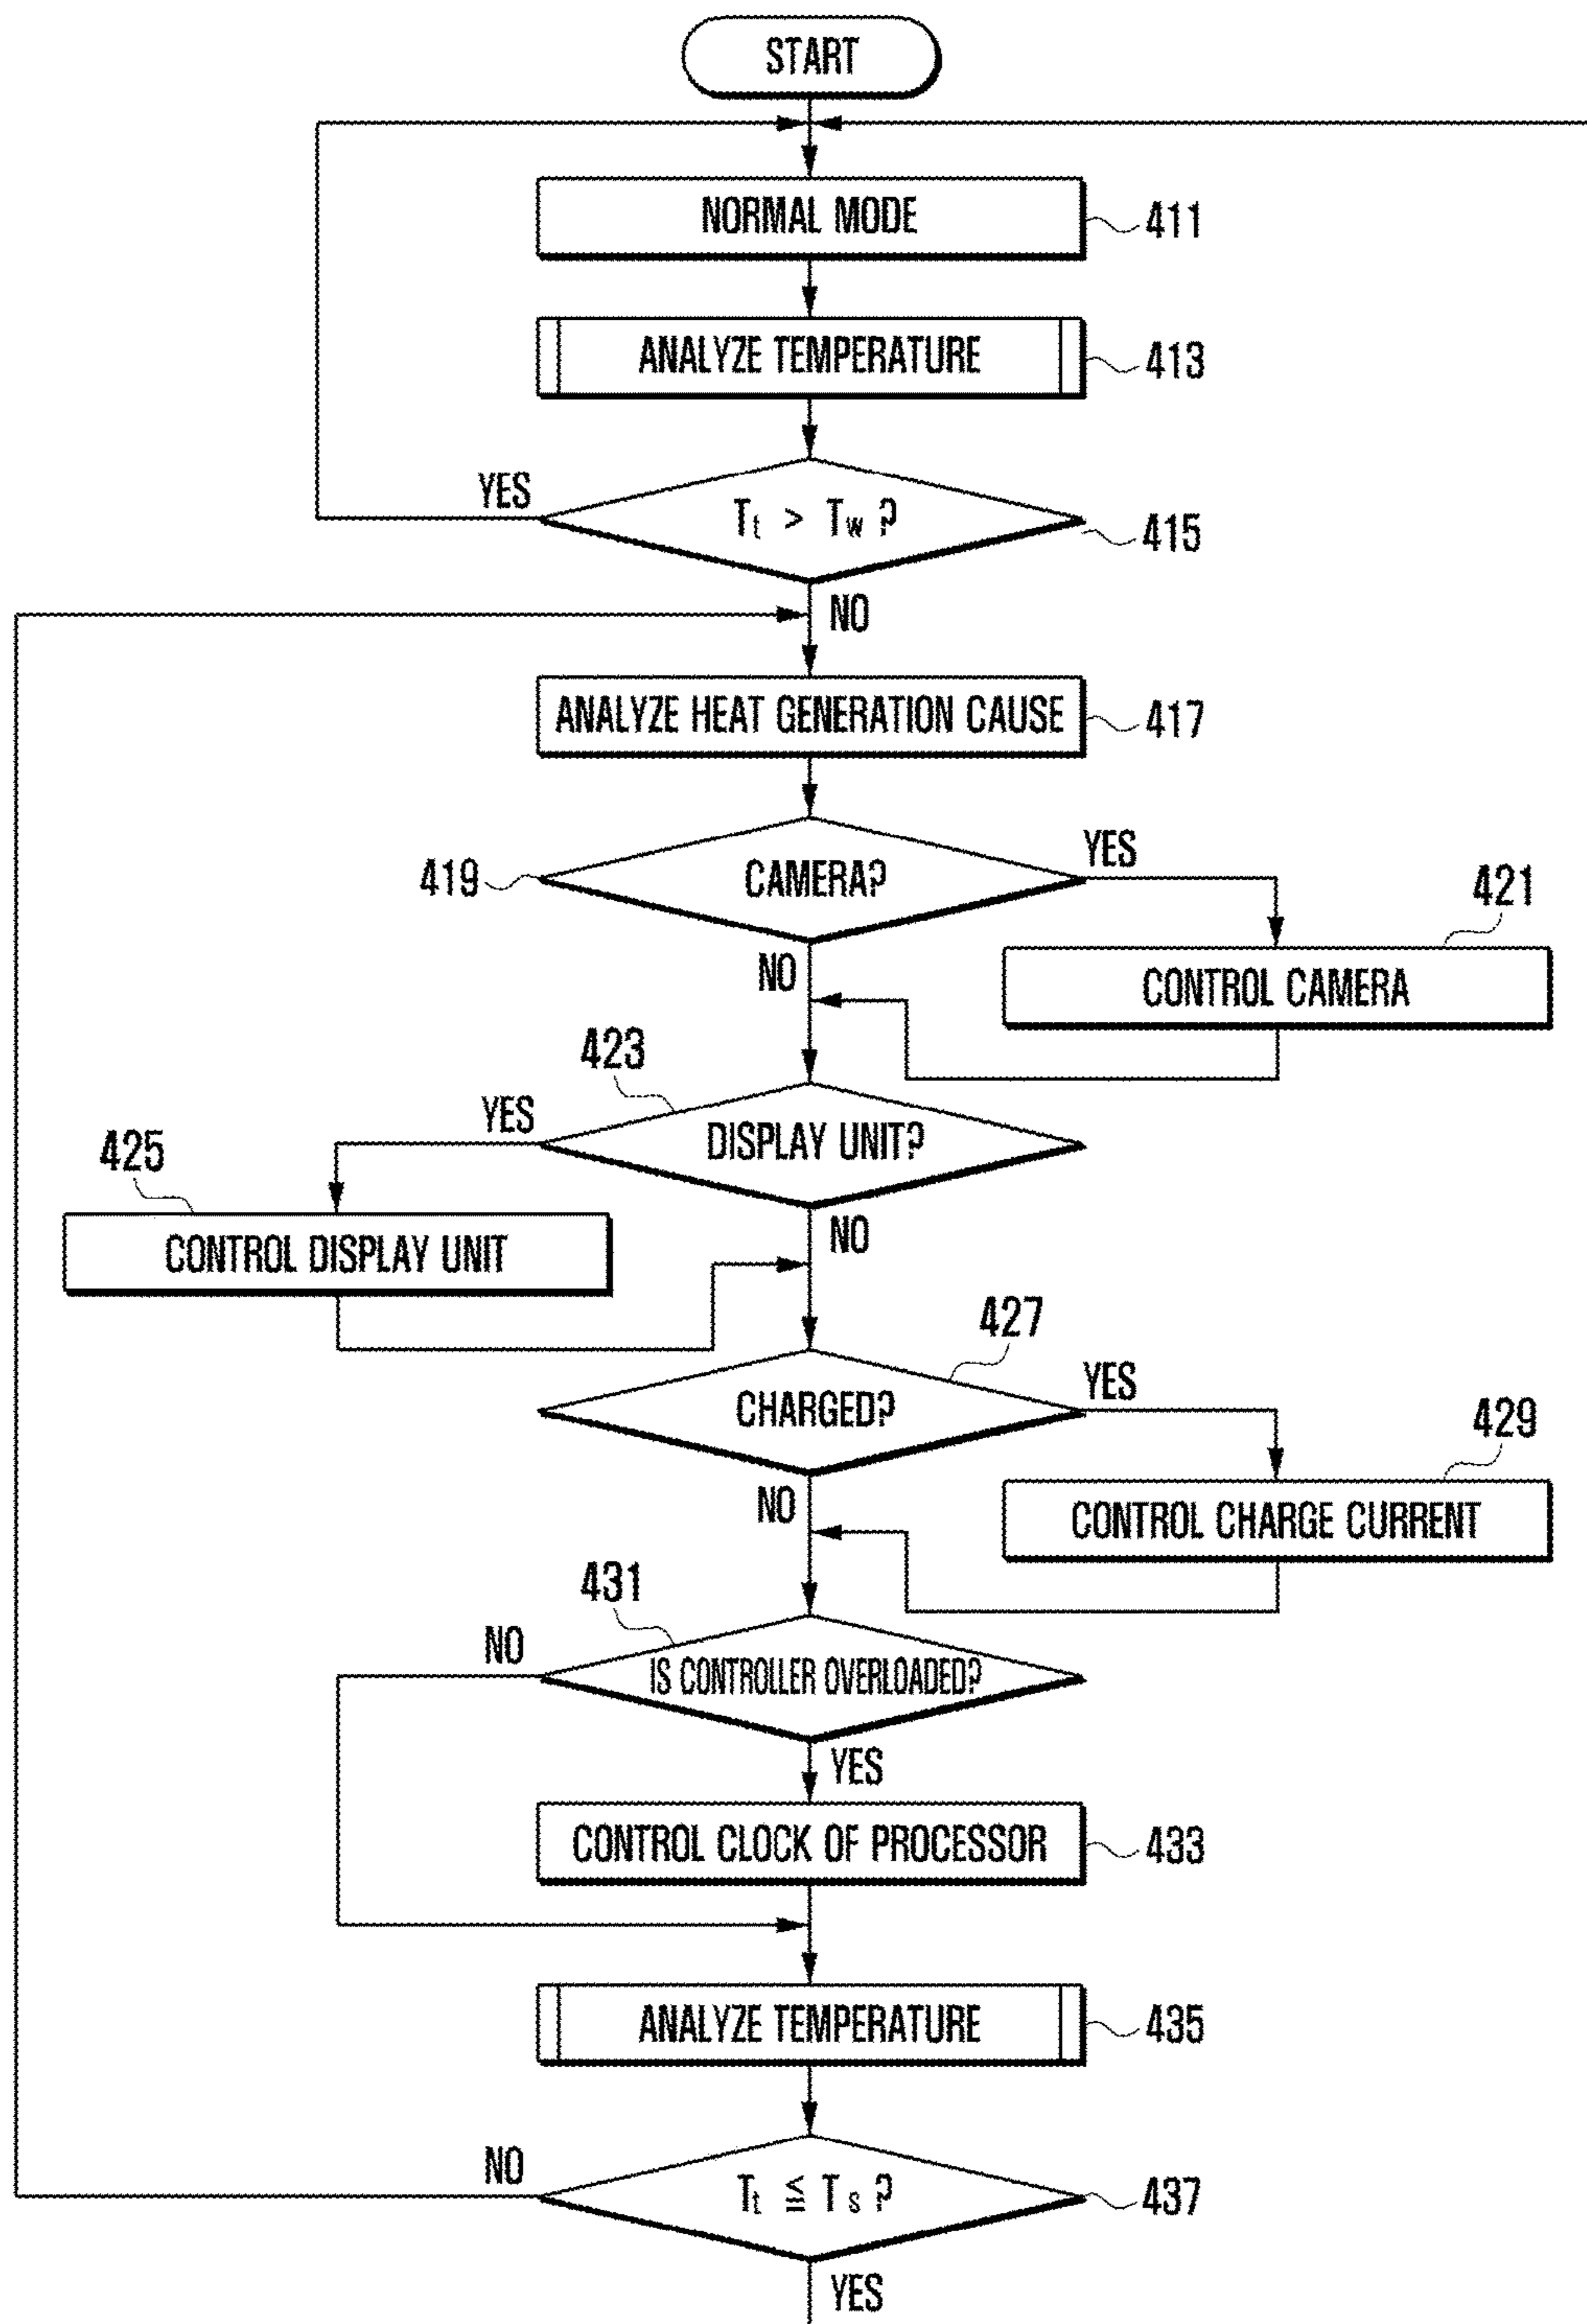 START
NORMAL MODE
411
ANALYZE TEMPERATURE
413
YES
Tt > Tw ?
415
NO
ANALYZE HEAT GENERATION CAUSE
417
419
CAMERA?
YES
421
NO
CONTROL CAMERA
423
YES
DISPLAY UNIT?
425
NO
CONTROL DISPLAY UNIT
427
CHARGED?
YES
429
NO
CONTROL CHARGE CURRENT
431
NO
IS CONTROLLER OVERLOADED?
YES
CONTROL CLOCK OF PROCESSOR
433
ANALYZE TEMPERATURE
435
NO
Tt ≦ Ts ?
437
YES